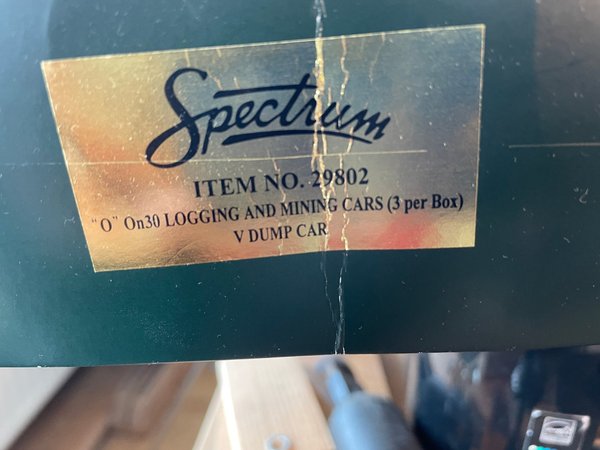 Spectrum
ITEM NO. 29802
"O" On30 LOGGING AND MINING CARS (3 per Box)
V DUMP CAR